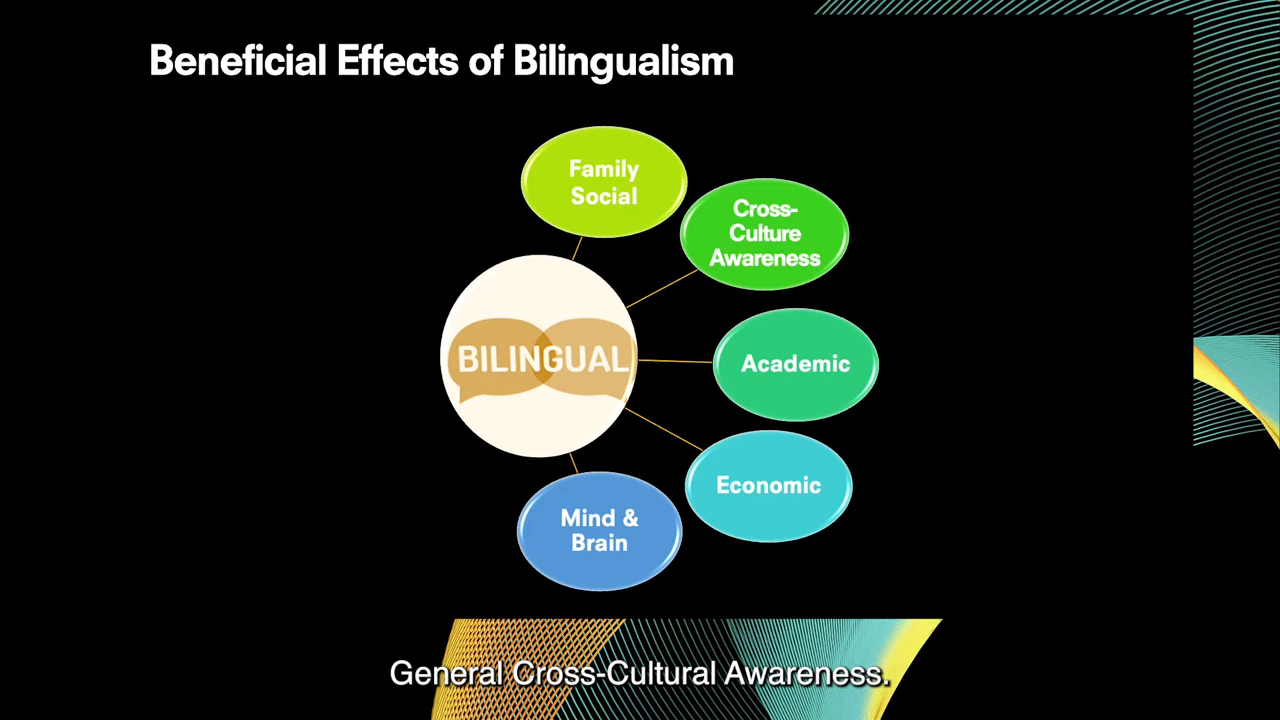 Beneficial Effects of Bilingualism
Family
Social
Cross-
Culture
Awareness
BILINGUAL
Academic
Economic
Mind &
Brain
General Cross-Cultural Awareness.